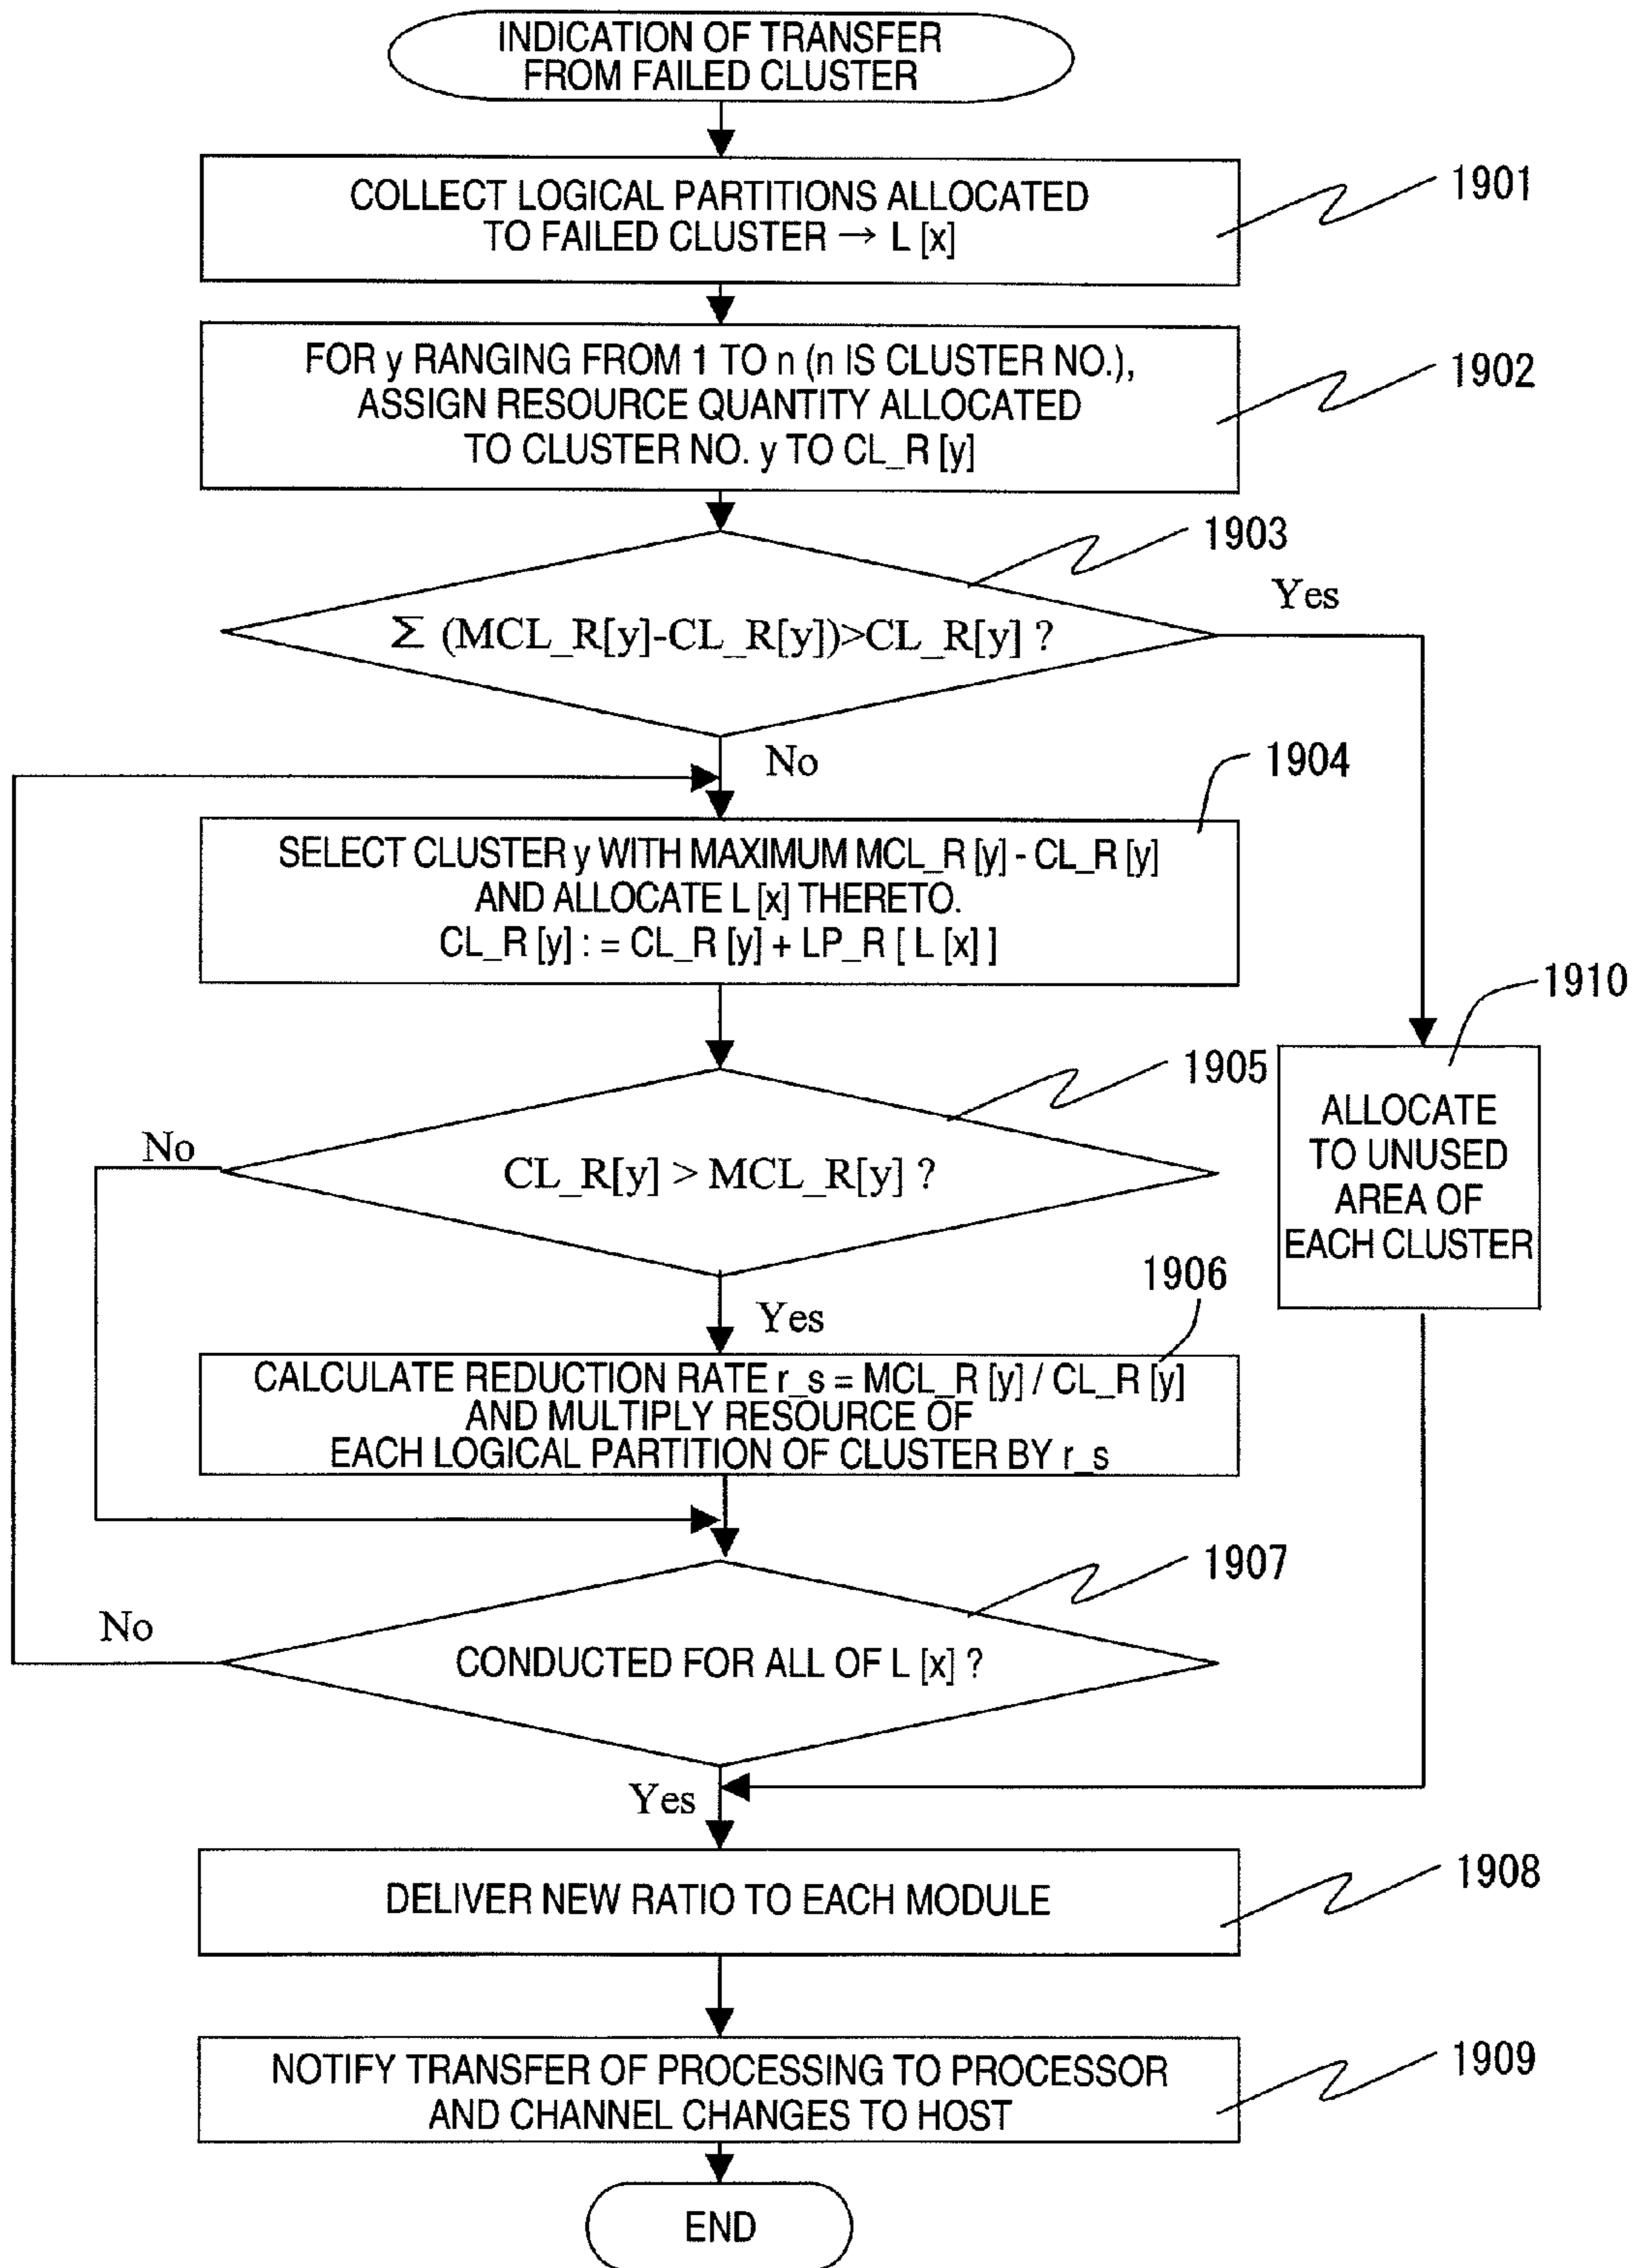 INDICATION OF TRANSFER
FROM FAILED CLUSTER
COLLECT LOGICAL PARTITIONS ALLOCATED
TO FAILED CLUSTER → L [x]
1901
FOR y RANGING FROM 1 TO n (n IS CLUSTER NO.),
ASSIGN RESOURCE QUANTITY ALLOCATED
TO CLUSTER NO. y TO CL_R [y]
1902
1903
Σ (MCL_R[y]-CL_R[y])>CL_R[y] ?
Yes
No
1904
SELECT CLUSTER y WITH MAXIMUM MCL_R [y] - CL_R [y]
AND ALLOCATE L [x] THERETO.
CL_R [y] : = CL_R [y] + LP_R [ L [x] ]
1910
ALLOCATE
TO UNUSED
AREA OF
EACH CLUSTER
1905
No
CL_R[y] > MCL_R[y] ?
Yes
1906
CALCULATE REDUCTION RATE r_s = MCL_R [y] / CL_R [y]
AND MULTIPLY RESOURCE OF
EACH LOGICAL PARTITION OF CLUSTER BY r_s
1907
No
CONDUCTED FOR ALL OF L [x] ?
Yes
DELIVER NEW RATIO TO EACH MODULE
1908
NOTIFY TRANSFER OF PROCESSING TO PROCESSOR
AND CHANNEL CHANGES TO HOST
1909
END